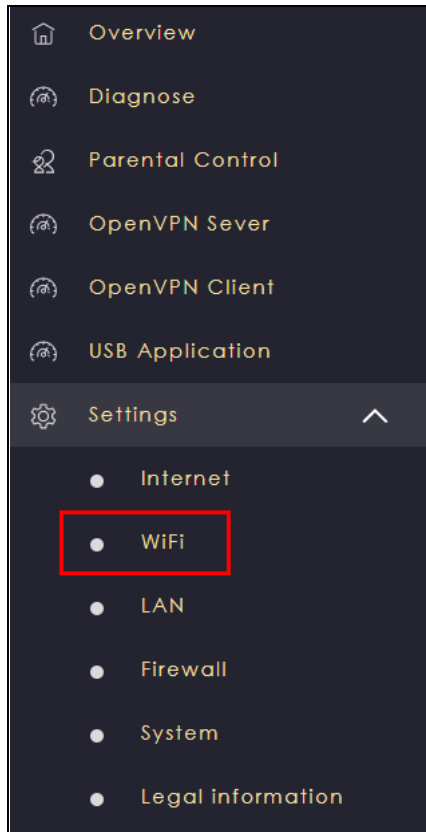 Overview
Diagnose
Parental Control
OpenVPN Sever
OpenVPN Client
USB Application
Settings
Internet
WiFi
LAN
Firewall
System
Legal information